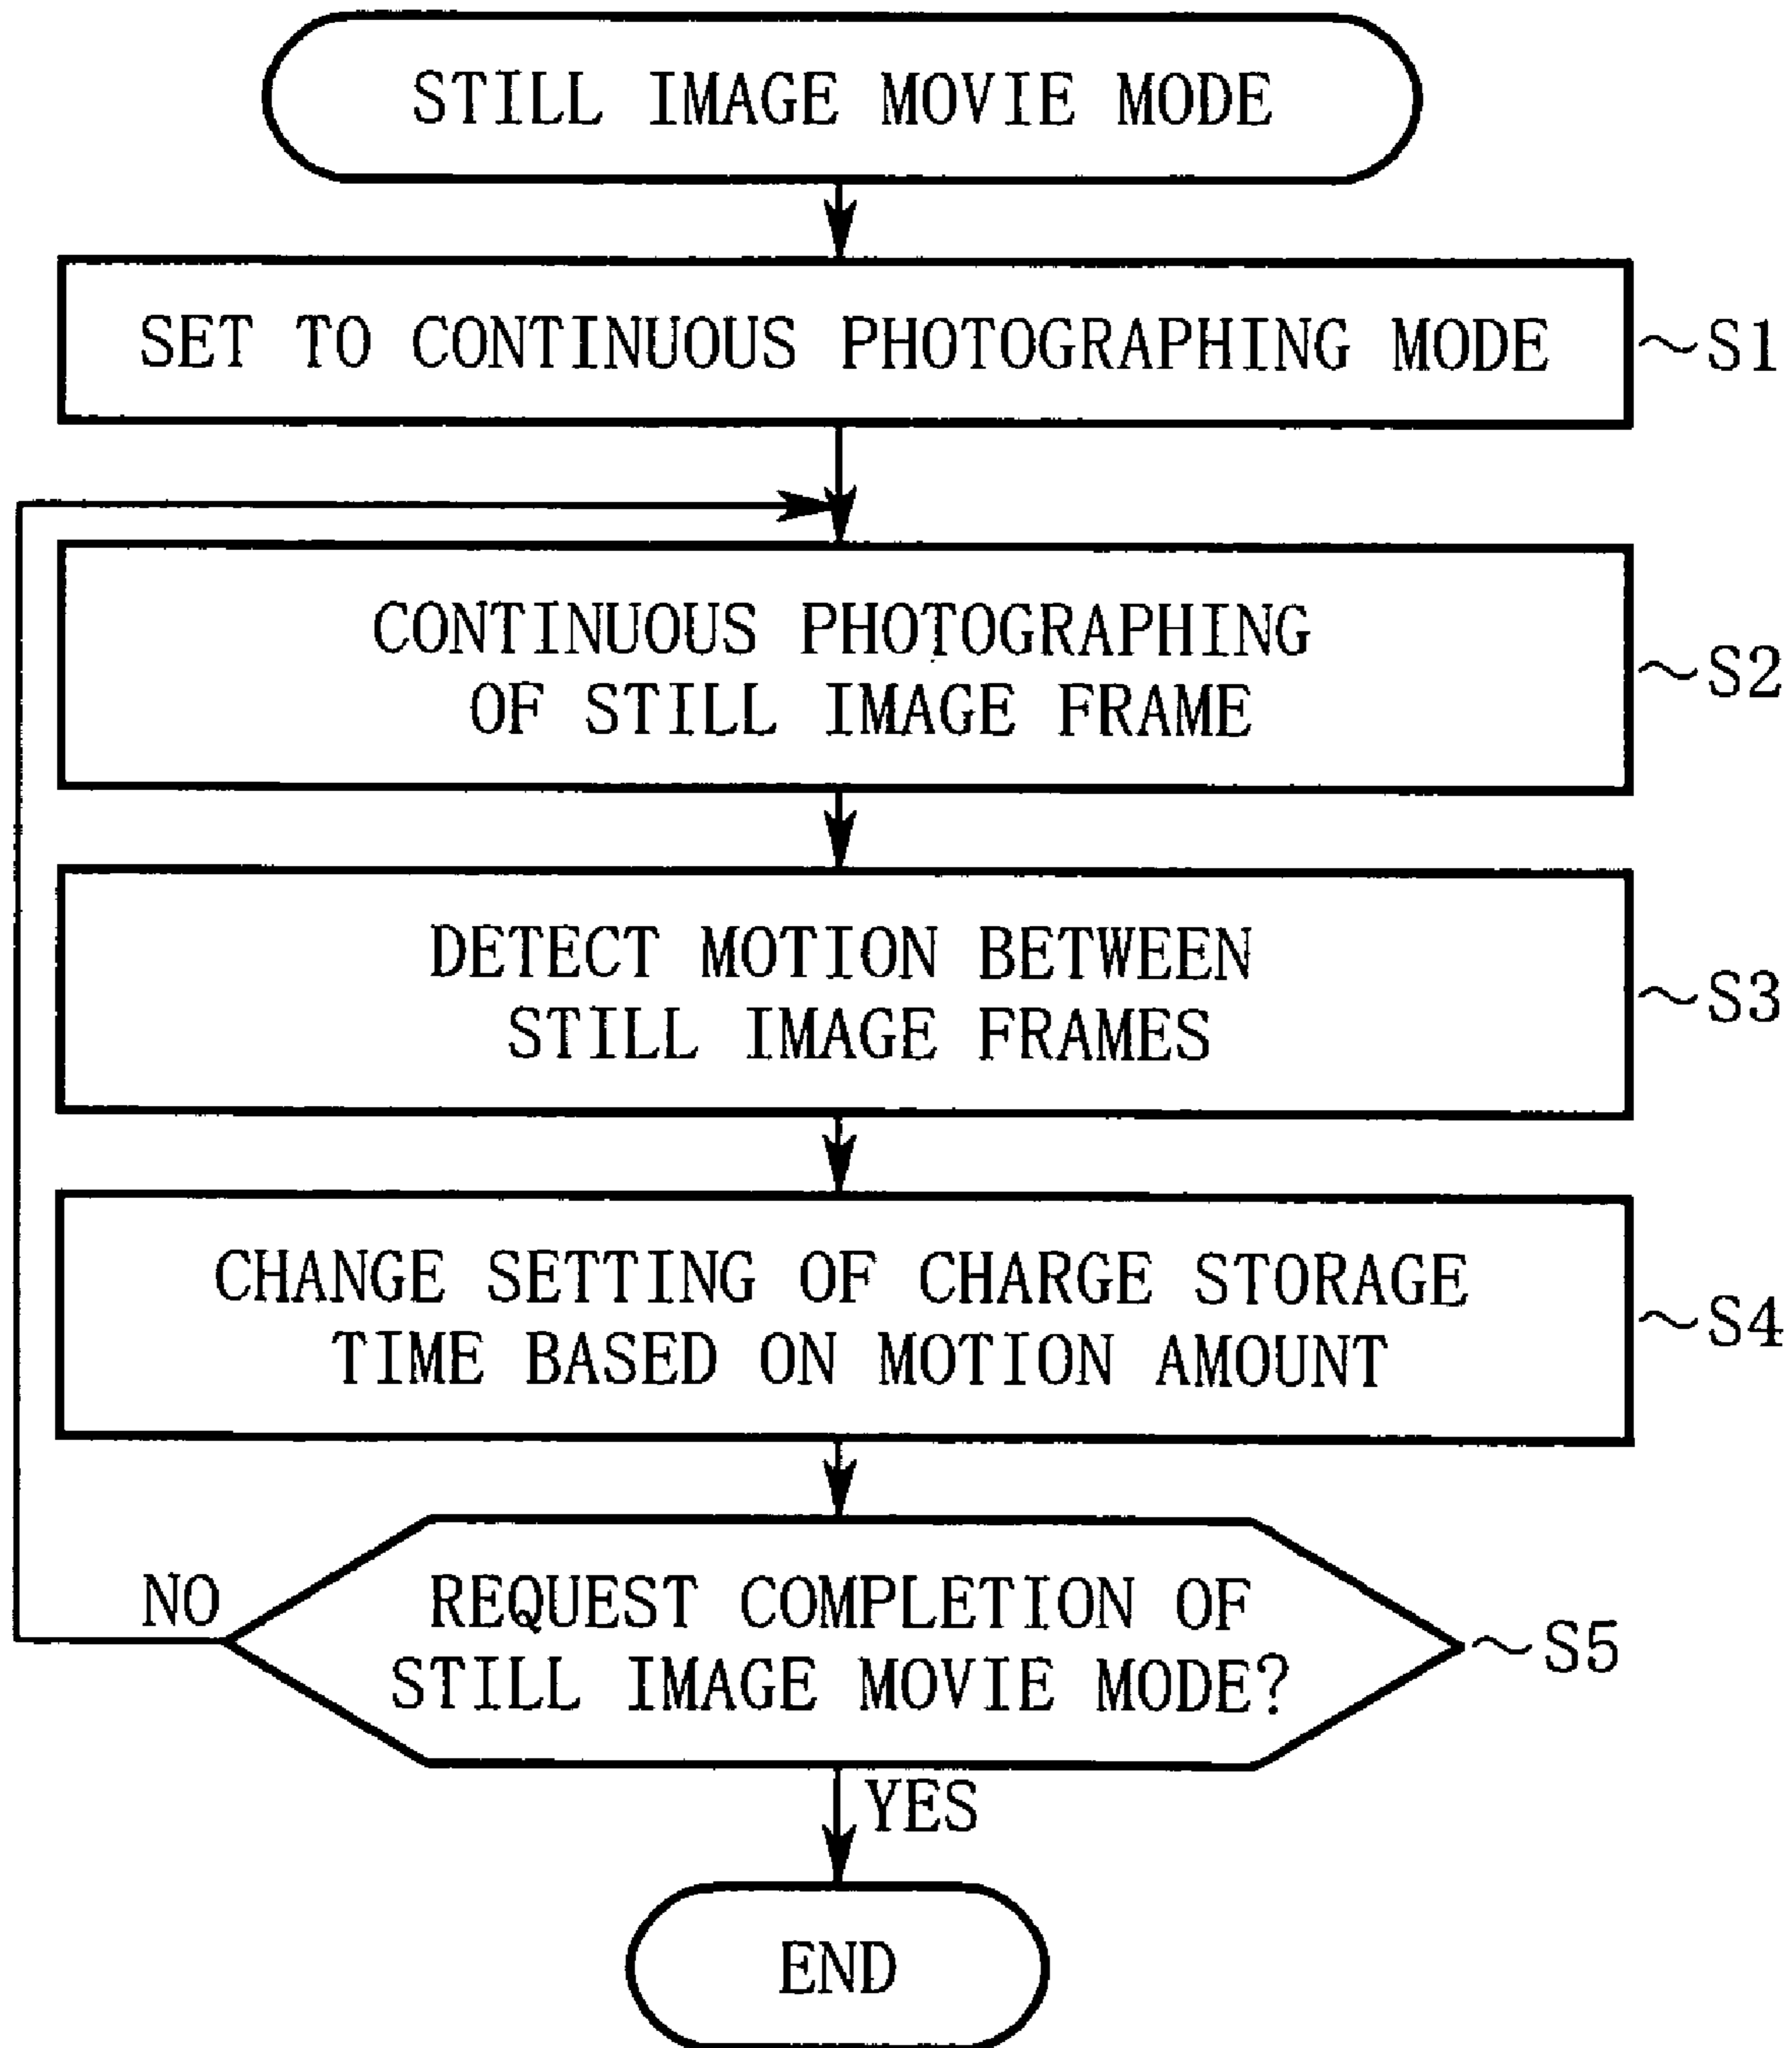 STILL IMAGE MOVIE MODE
SET TO CONTINUOUS PHOTOGRAPHING MODE
~S1
CONTINUOUS PHOTOGRAPHING
OF STILL IMAGE FRAME
~S2
DETECT MOTION BETWEEN
STILL IMAGE FRAMES
~S3
CHANGE SETTING OF CHARGE STORAGE
TIME BASED ON MOTION AMOUNT
~S4
NO
REQUEST COMPLETION OF
STILL IMAGE MOVIE MODE?
~S5
YES
END